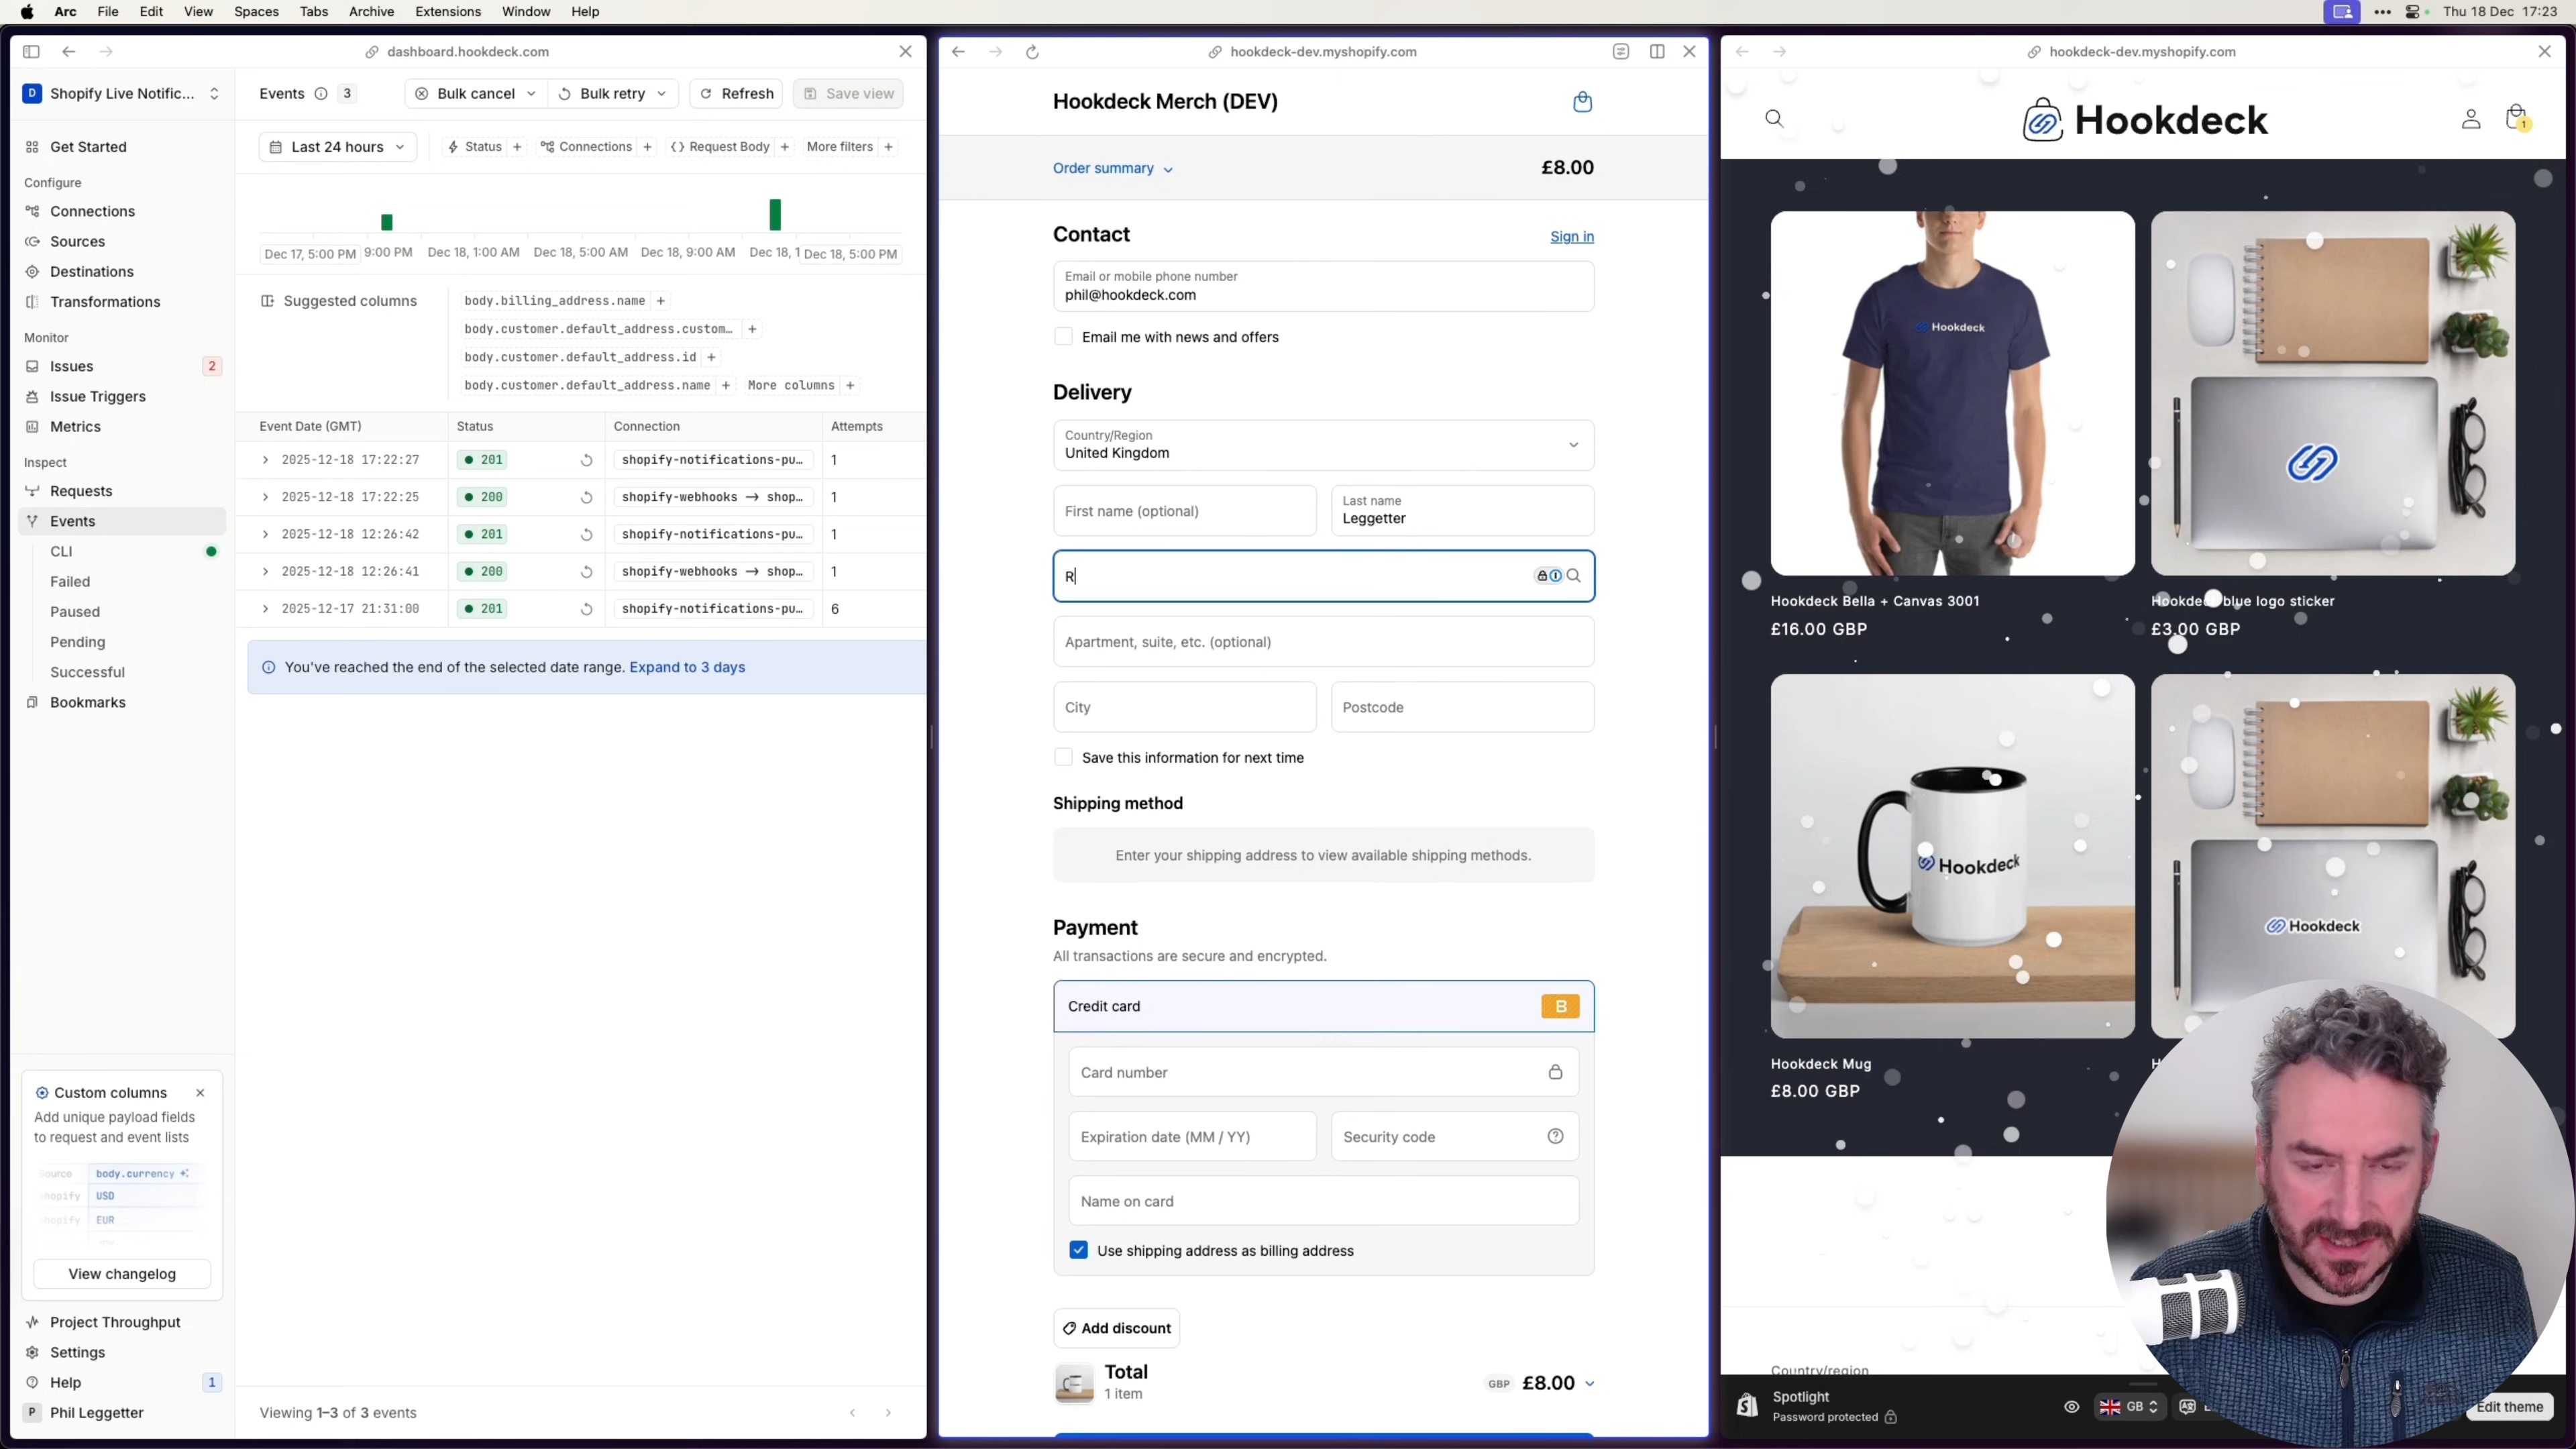 Arc File Edit View Spaces Tabs Archive Extensions Window Help
Thu 18 Dec 17:23
dashboard.hookdeck.com
D Shopify Live Notific...
Get Started
Configure
Connections
Sources
Destinations
Transformations
Monitor
Issues 2
Issue Triggers
Metrics
Inspect
Requests
Events
CLI
Failed
Paused
Pending
Successful
Bookmarks
Custom columns
Add unique payload fields
to request and event lists
body.currency
shopify USD
shopify EUR
View changelog
Project Throughput
Settings
Help 1
P Phil Leggetter
Events 3
Bulk cancel
Bulk retry
Refresh
Save view
Last 24 hours
Status +
Connections +
Request Body +
More filters +
Dec 17, 5:00 PM 9:00 PM Dec 18, 1:00 AM Dec 18, 5:00 AM Dec 18, 9:00 AM Dec 18, 1 Dec 18, 5:00 PM
Suggested columns
body.billing_address.name +
body.customer.default_address.custom... +
body.customer.default_address.id +
body.customer.default_address.name + More columns +
Event Date (GMT) Status Connection Attempts
2025-12-18 17:22:27 201 shopify-notifications-pu... 1
2025-12-18 17:22:25 200 shopify-webhooks → shop... 1
2025-12-18 12:26:42 201 shopify-notifications-pu... 1
2025-12-18 12:26:41 200 shopify-webhooks → shop... 1
2025-12-17 21:31:00 201 shopify-notifications-pu... 6
You've reached the end of the selected date range. Expand to 3 days
Viewing 1–3 of 3 events
hookdeck-dev.myshopify.com
Hookdeck Merch (DEV)
Order summary £8.00
Contact Sign in
Email or mobile phone number
phil@hookdeck.com
Email me with news and offers
Delivery
Country/Region
United Kingdom
First name (optional)
Last name
Leggetter
R
Apartment, suite, etc. (optional)
City Postcode
Save this information for next time
Shipping method
Enter your shipping address to view available shipping methods.
Payment
All transactions are secure and encrypted.
Credit card B
Card number
Expiration date (MM / YY) Security code
Name on card
Use shipping address as billing address
Add discount
Total
1 item
GBP £8.00
hookdeck-dev.myshopify.com
Hookdeck
1
Hookdeck
Hookdeck Bella + Canvas 3001
£16.00 GBP
Hookdeck blue logo sticker
£3.00 GBP
Hookdeck
Hookdeck
Hookdeck Mug
£8.00 GBP
Country/region
Spotlight
Password protected
GB
Edit theme